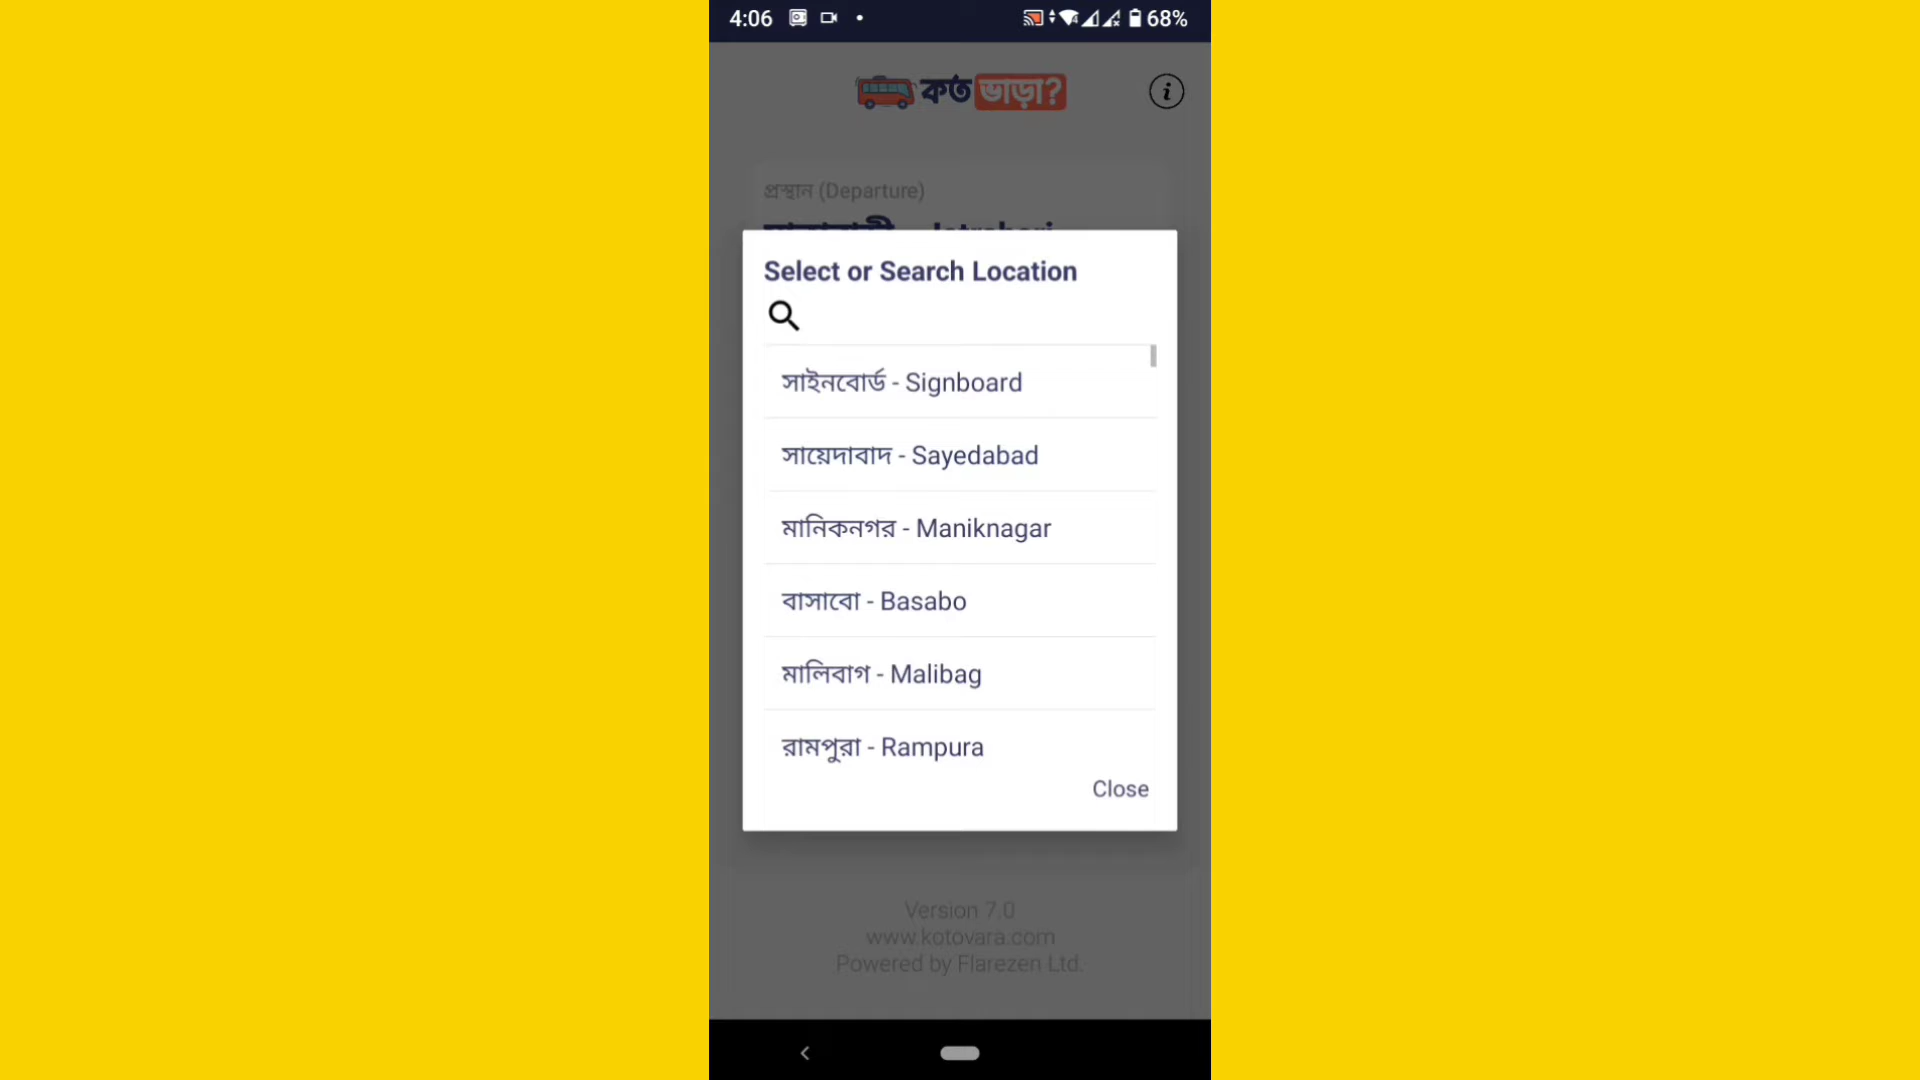 4:06
68%
কত ভাড়া?
প্রস্থান (Departure)
Select or Search Location
সাইনবোর্ড - Signboard
সায়েদাবাদ - Sayedabad
মানিকনগর - Maniknagar
বাসাবো - Basabo
মালিবাগ - Malibag
রামপুরা - Rampura
Close
Version 7.0
www.kotovara.com
Powered by Flarezen Ltd.